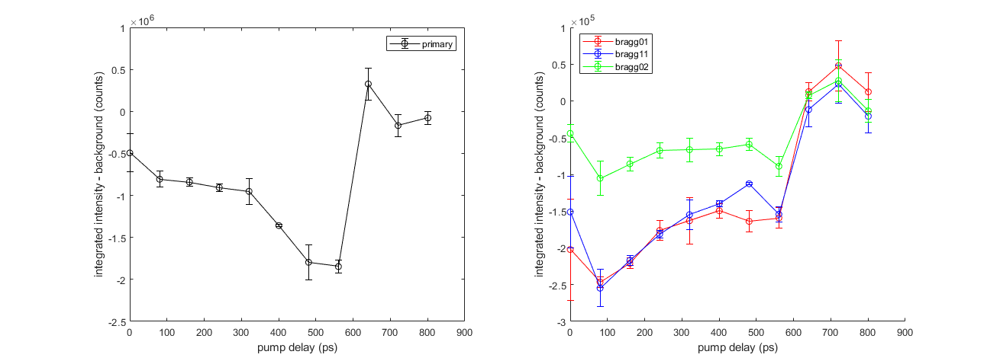 ×10^6
1
0.5
0
-0.5
-1
-1.5
-2
-2.5
0 100 200 300 400 500 600 700 800 900
pump delay (ps)
integrated intensity - background (counts)
primary
×10^5
1
0.5
0
-0.5
-1
-1.5
-2
-2.5
-3
0 100 200 300 400 500 600 700 800 900
pump delay (ps)
integrated intensity - background (counts)
bragg01
bragg11
bragg02